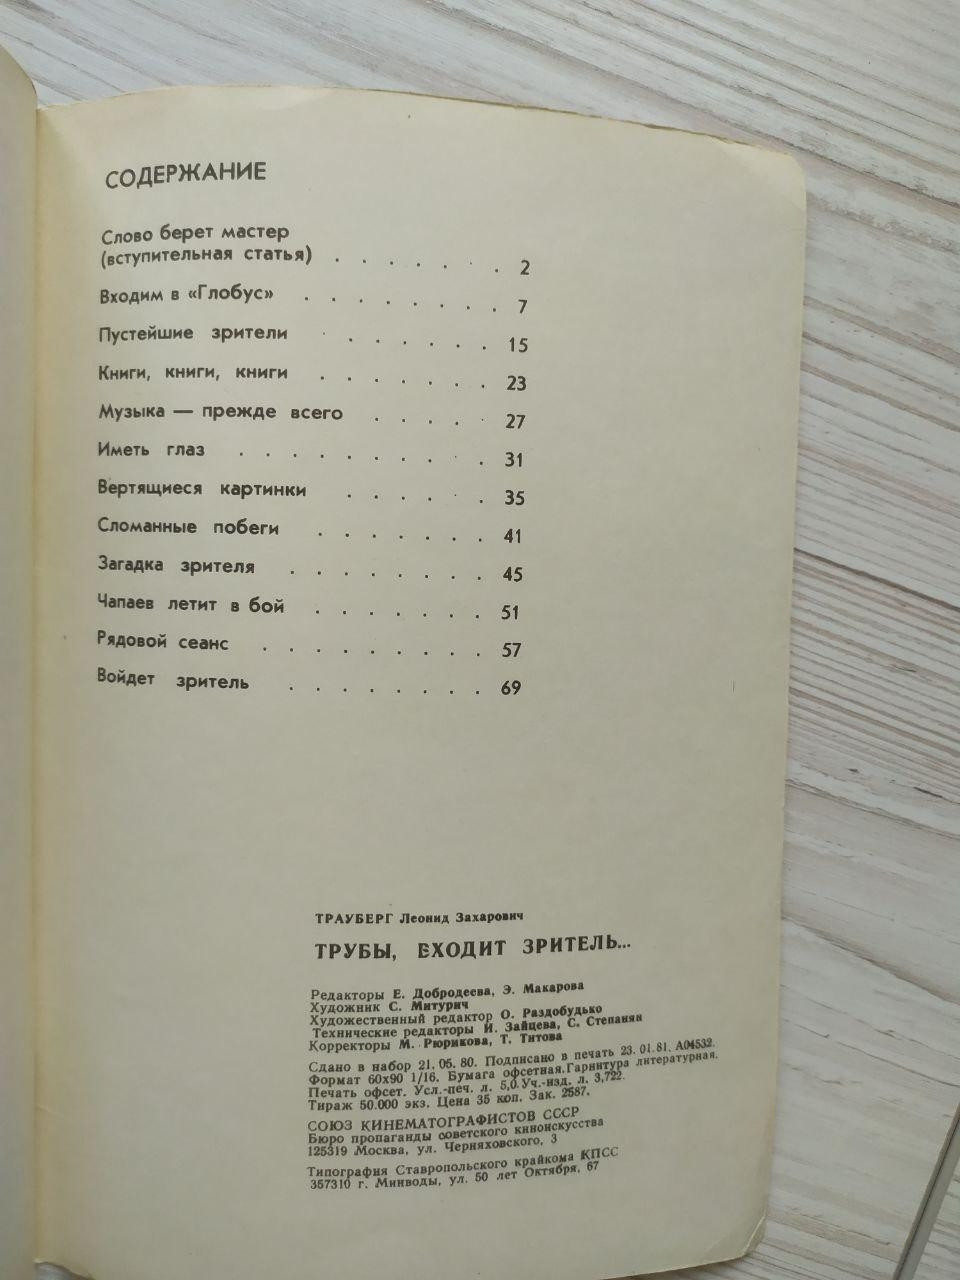 СОДЕРЖАНИЕ
Слово берет мастер
(вступительная статья) . . . . . . . 2
Входим в «Глобус» . . . . . . . . 7
Пустейшие зрители . . . . . . . 15
Книги, книги, книги . . . . . . . 23
Музыка — прежде всего . . . . . 27
Иметь глаз . . . . . . . . . . 31
Вертящиеся картинки . . . . . . 35
Сломанные побеги . . . . . . . 41
Загадка зрителя . . . . . . . . 45
Чапаев летит в бой . . . . . . . 51
Рядовой сеанс . . . . . . . . . 57
Войдет зритель . . . . . . . . 69
ТРАУБЕРГ Леонид Захарович
ТРУБЫ, ВХОДИТ ЗРИТЕЛЬ...
Редакторы Е. Добродеева, Э. Макарова
Художник С. Митурич
Художественный редактор О. Раздобудько
Технические редакторы И. Зайцева, С. Степанян
Корректоры М. Рюрикова, Т. Титова
Сдано в набор 21.05.80. Подписано в печать 23.01.81. А04532.
Формат 60х90 1/16. Бумага офсетная. Гарнитура литературная.
Печать офсет. Усл.-печ. л. 5,0. Уч.-изд. л. 3,722.
Тираж 50.000 экз. Цена 35 коп. Зак. 2587.
СОЮЗ КИНЕМАТОГРАФИСТОВ СССР
Бюро пропаганды советского киноискусства
125319 Москва, ул. Черняховского, 3
Типография Ставропольского крайкома КПСС
357310 г. Минводы, ул. 50 лет Октября, 67